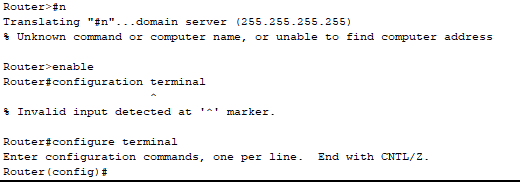 Router>#n
Translating "#n"...domain server (255.255.255.255)
% Unknown command or computer name, or unable to find computer address
Router>enable
Router#configuration terminal
^
% Invalid input detected at '^' marker.
Router#configure terminal
Enter configuration commands, one per line.  End with CNTL/Z.
Router(config)#